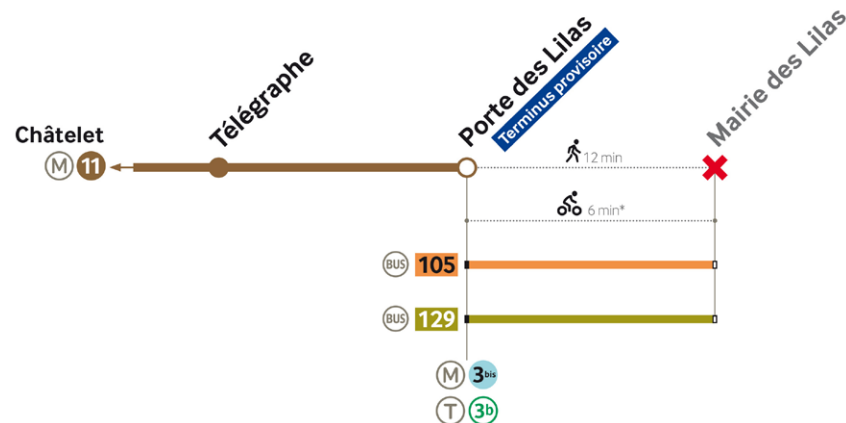 Châtelet
M 11
Télégraphe
Porte des Lilas
Terminus provisoire
Mairie des Lilas
12 min
6 min*
BUS 105
BUS 129
M 3bis
T 3b